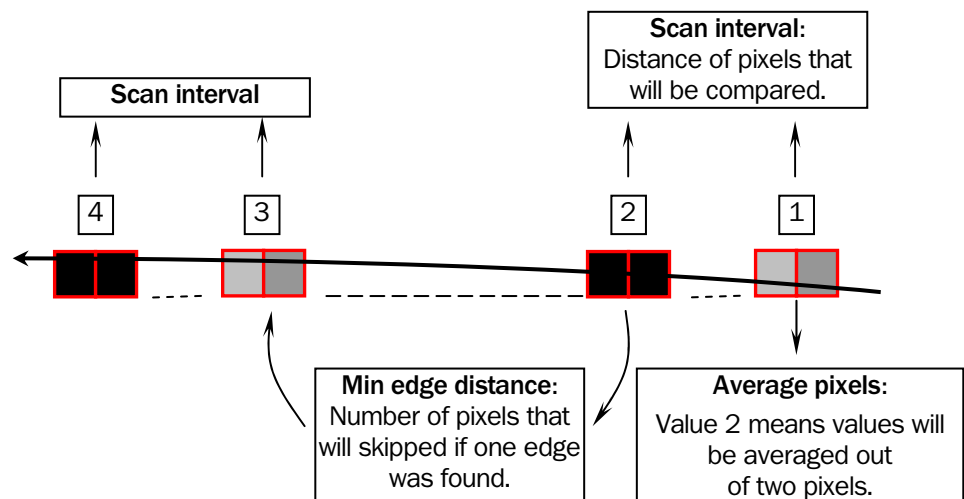 Scan interval:
Distance of pixels that
will be compared.
Scan interval
4
3
2
1
Min edge distance:
Number of pixels that
will skipped if one edge
was found.
Average pixels:
Value 2 means values will
be averaged out
of two pixels.